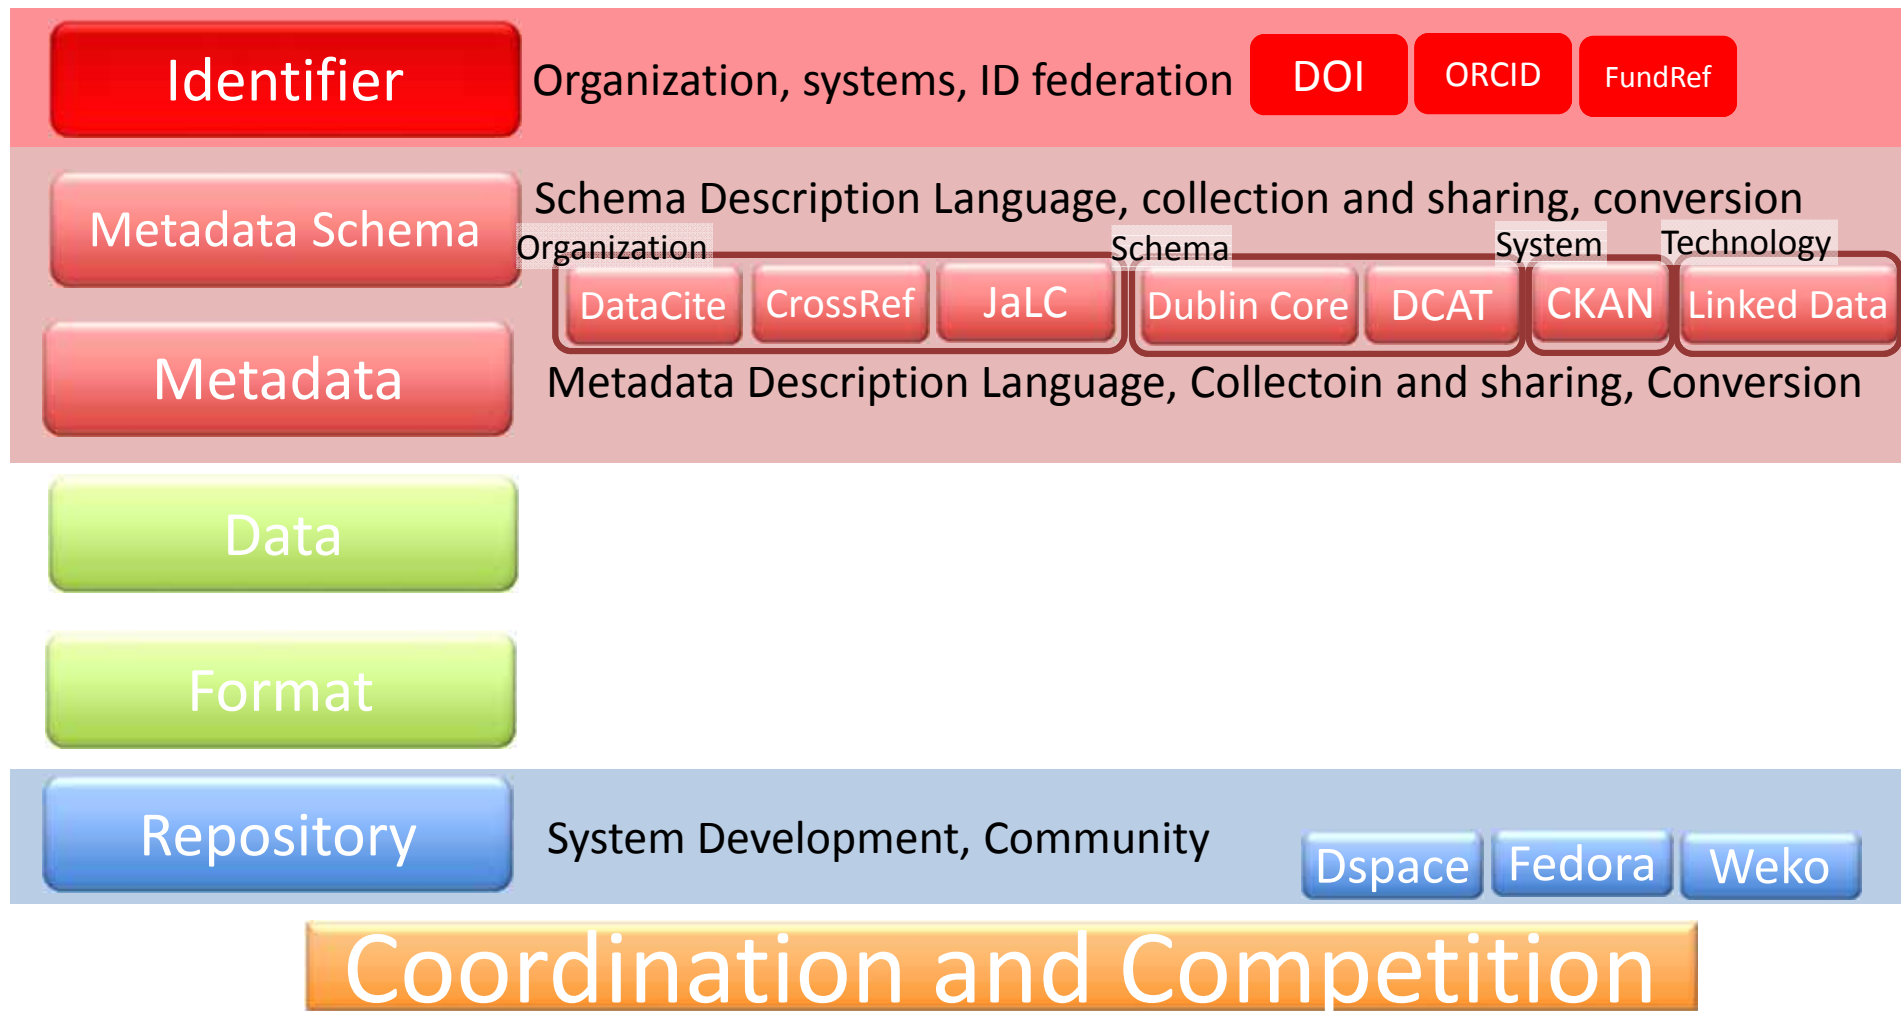 Identifier
Organization, systems, ID federation
DOI
ORCID
FundRef
Metadata Schema
Schema Description Language, collection and sharing, conversion
Organization
Schema
System
Technology
DataCite
CrossRef
JaLC
Dublin Core
DCAT
CKAN
Linked Data
Metadata
Metadata Description Language, Collectoin and sharing, Conversion
Data
Format
Repository
System Development, Community
Dspace
Fedora
Weko
Coordination and Competition